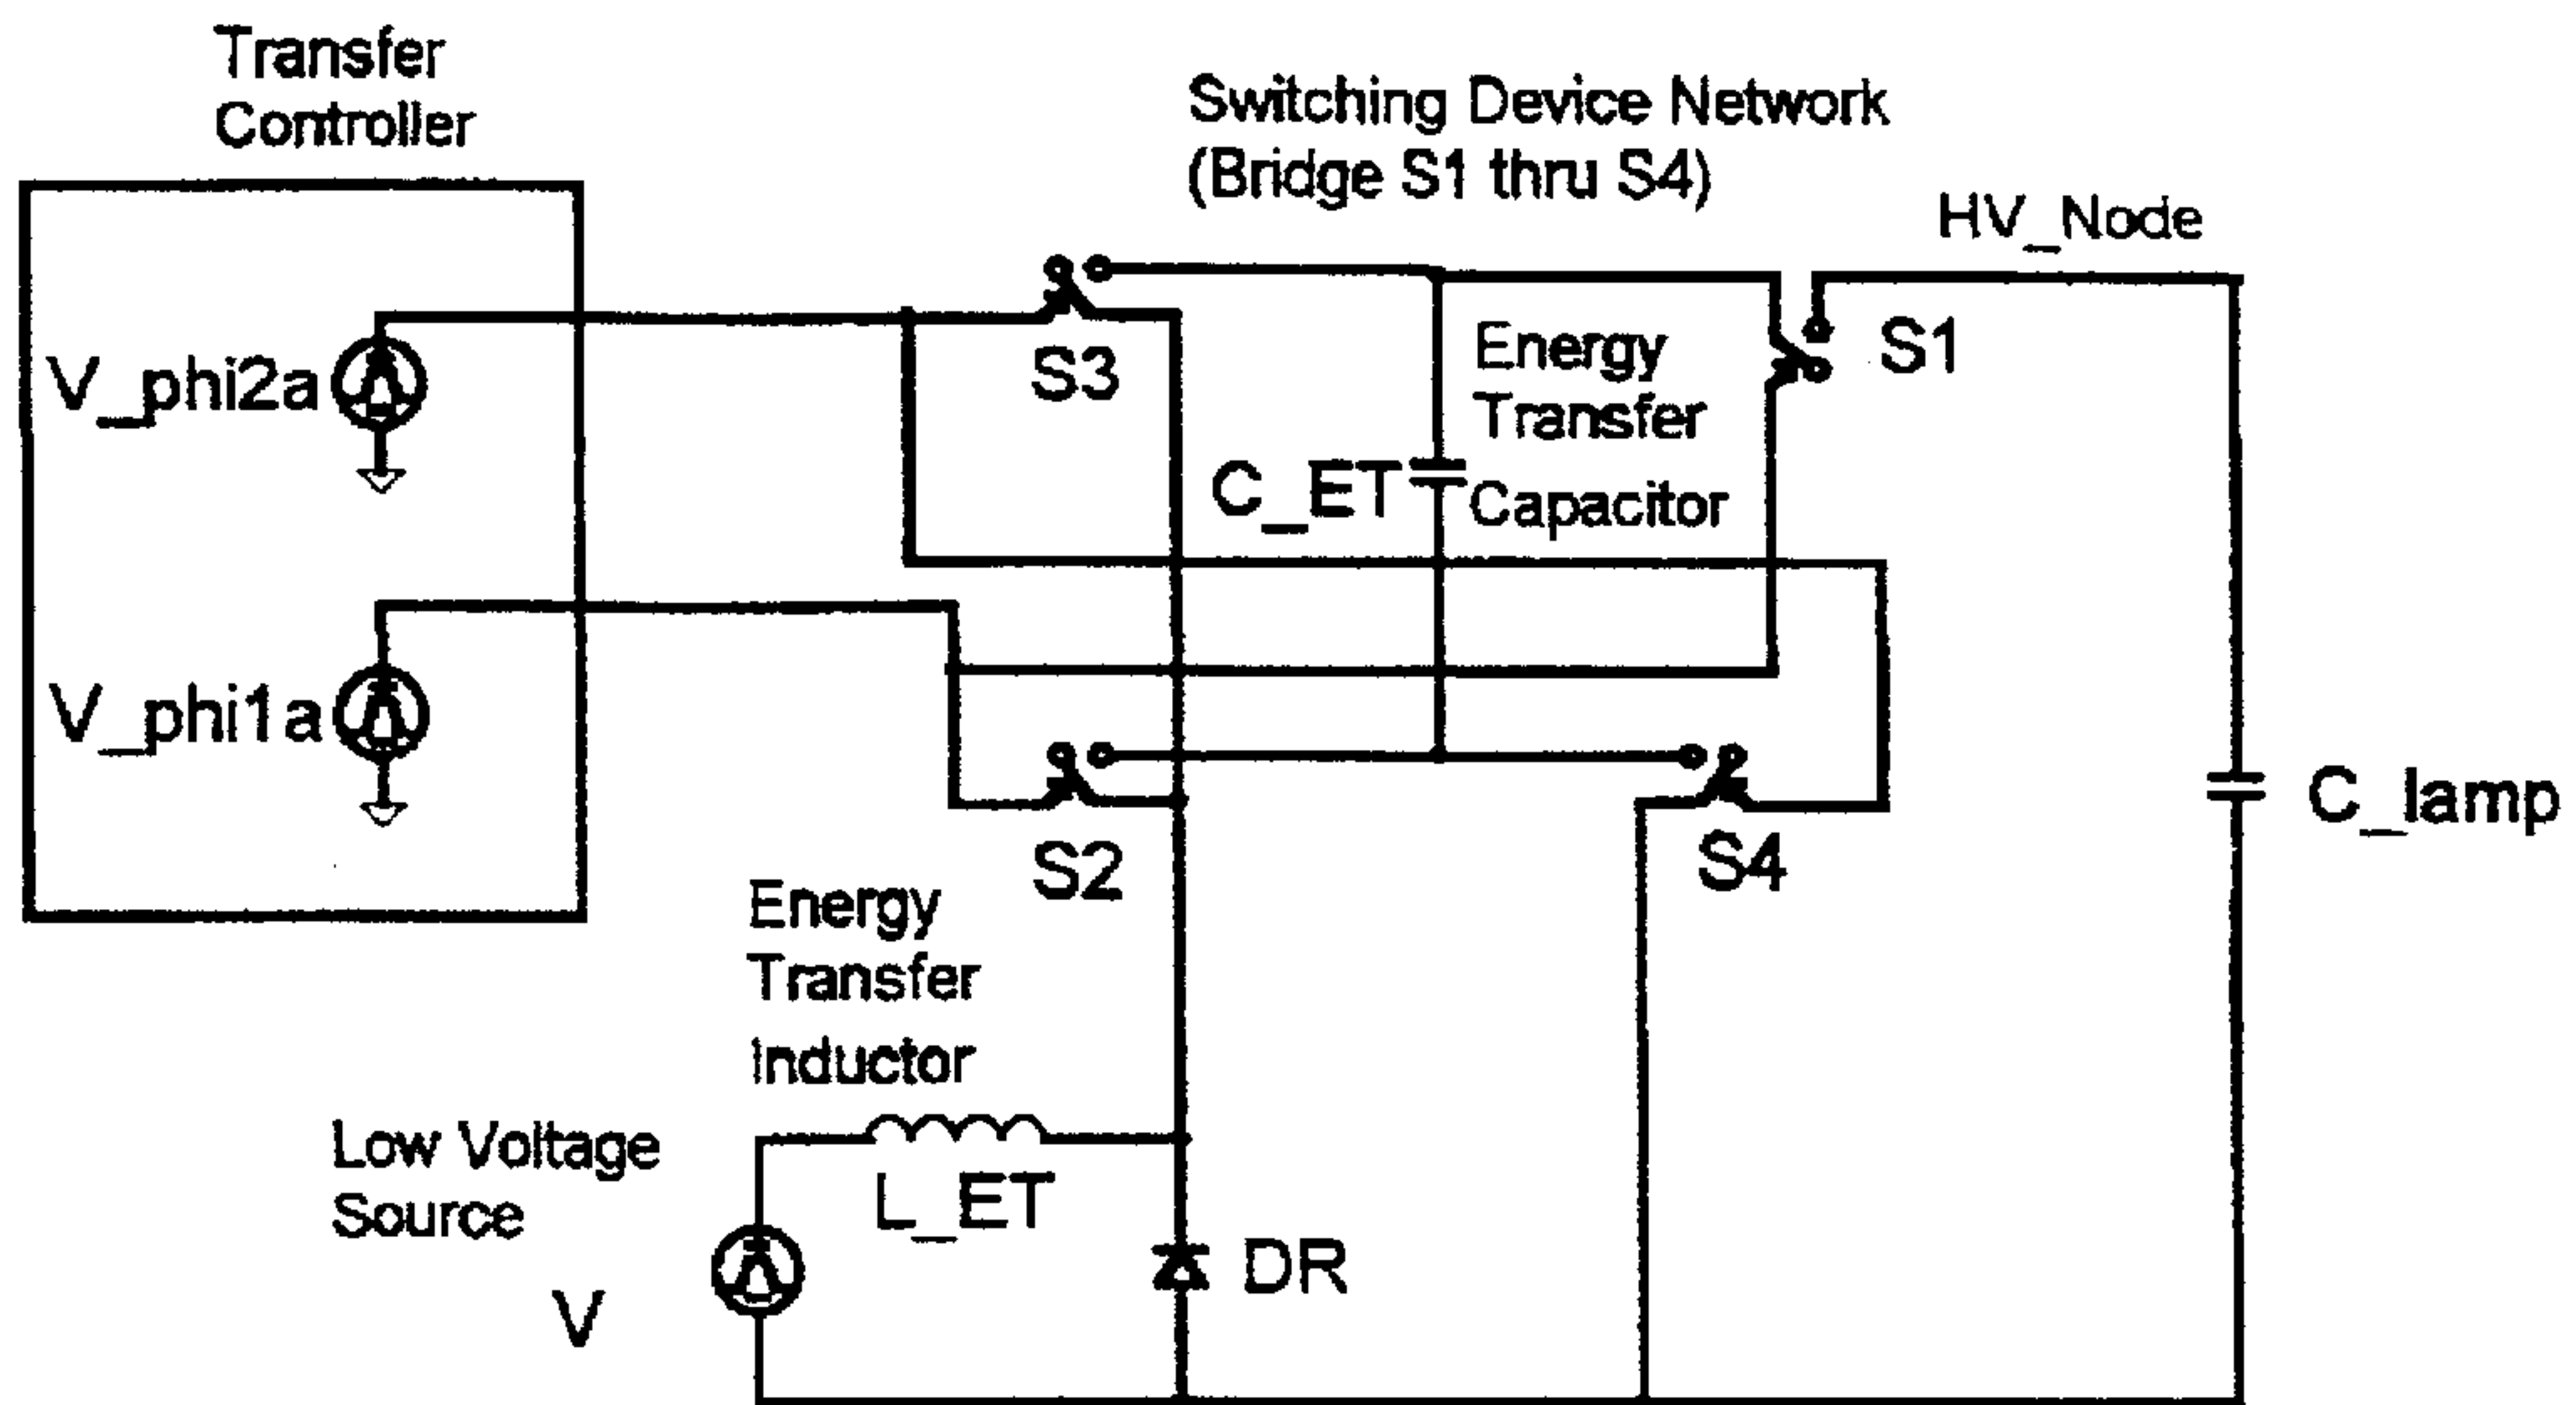 Transfer
Controller
Switching Device Network
(Bridge S1 thru S4)
HV_Node
V_phi2a
S3
Energy
Transfer
Capacitor
S1
C_ET
V_phi1a
S2
S4
C_lamp
Energy
Transfer
Inductor
Low Voltage
Source
L_ET
V
DR